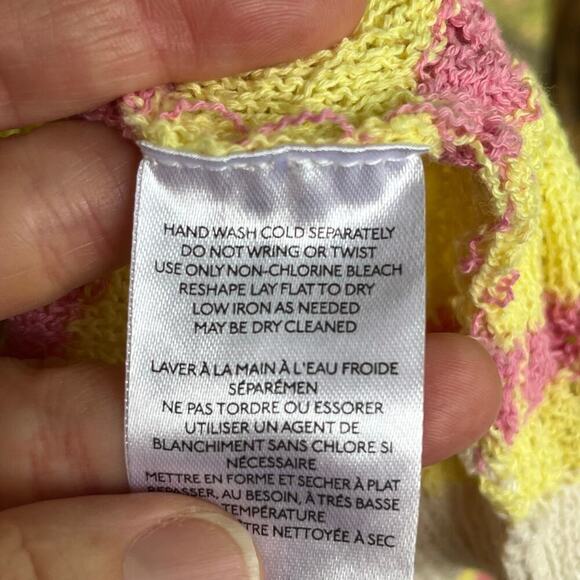 HAND WASH COLD SEPARATELY
DO NOT WRING OR TWIST
USE ONLY NON-CHLORINE BLEACH
RESHAPE LAY FLAT TO DRY
LOW IRON AS NEEDED
MAY BE DRY CLEANED
LAVER À LA MAIN À L'EAU FROIDE
SÉPARÉMEN
NE PAS TORDRE OU ESSORER
UTILISER UN AGENT DE
BLANCHIMENT SANS CHLORE SI
NÉCESSAIRE
METTRE EN FORME ET SECHER À PLAT
REPASSER, AU BESOIN, À TRÉS BASSE
TEMPÉRATURE
NETTOYÉE À SEC